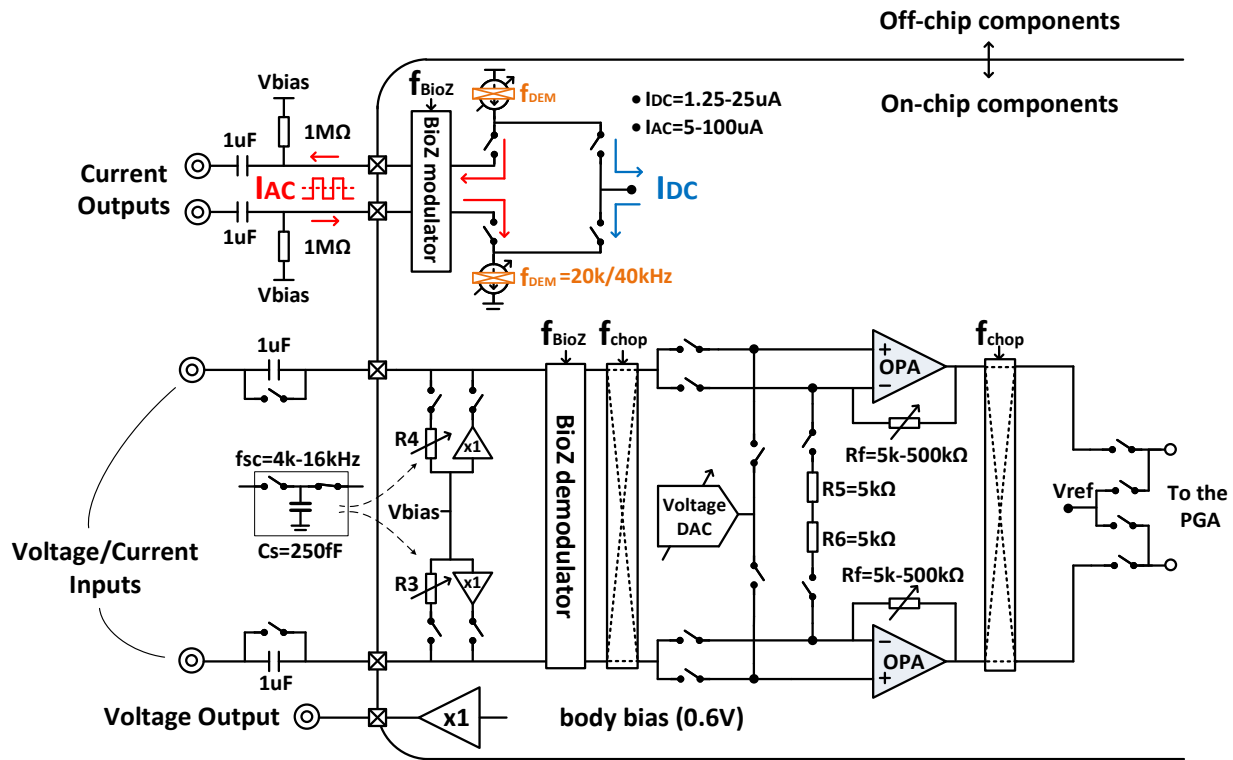 Off-chip components
On-chip components
Vbias
fBioZ
fDEM
• IDC=1.25-25uA
• IAC=5-100uA
1uF
1MΩ
BioZ modulator
Current
Outputs
IAC
IDC
1uF
1MΩ
Vbias
fDEM =20k/40kHz
1uF
fBioZ
fchop
fchop
+
OPA
−
R4
x1
Rf=5k-500kΩ
fsc=4k-16kHz
BioZ demodulator
Vbias
Voltage
DAC
R5=5kΩ
Vref
To the
PGA
Cs=250fF
R6=5kΩ
Voltage/Current
Inputs
R3
x1
Rf=5k-500kΩ
−
OPA
+
1uF
Voltage Output
x1
body bias (0.6V)